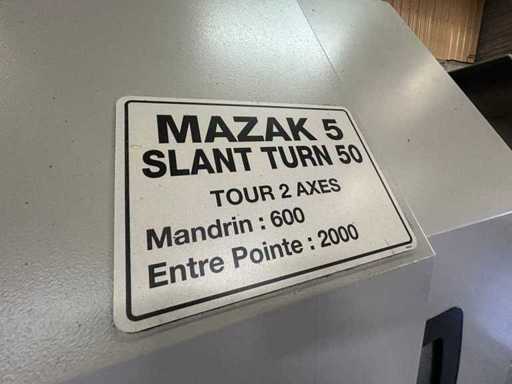 MAZAK 5
SLANT TURN 50
TOUR 2 AXES
Mandrin : 600
Entre Pointe : 2000